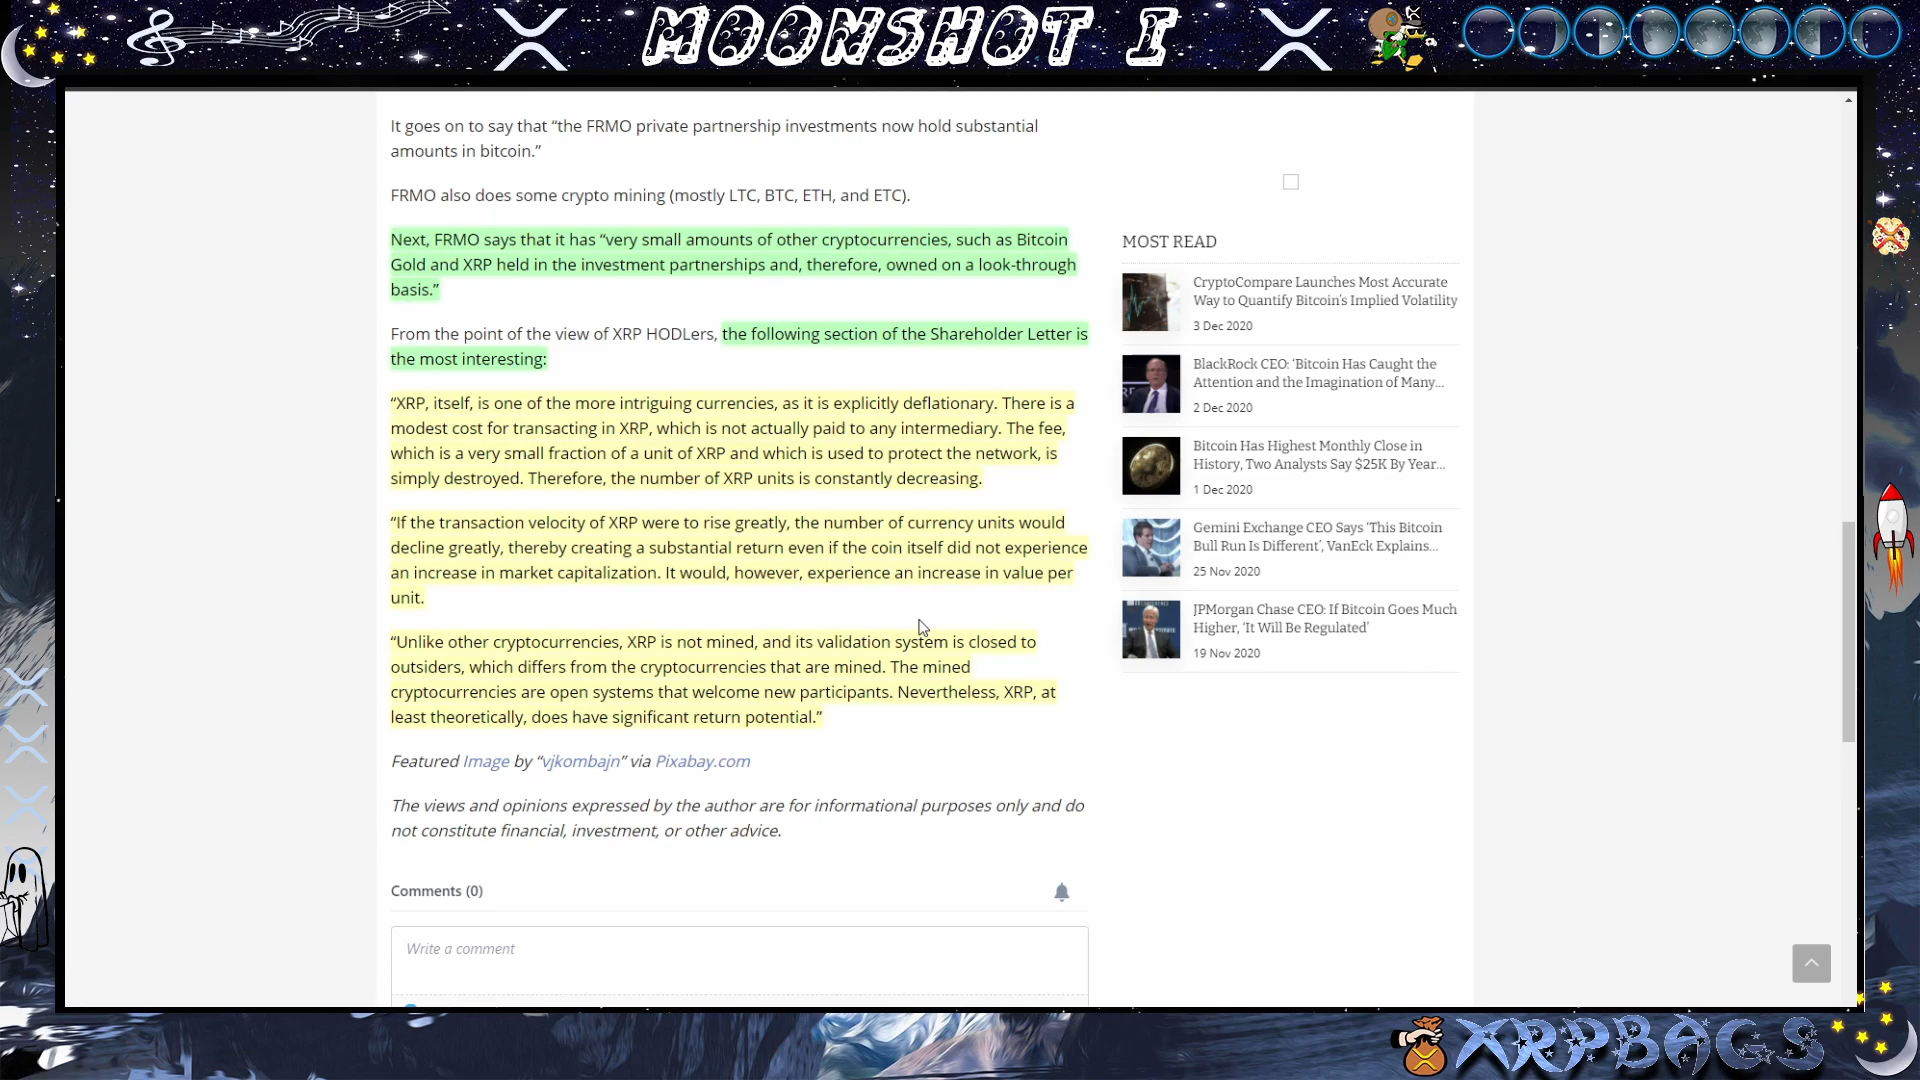 MOONSHOT I
It goes on to say that “the FRMO private partnership investments now hold substantial
amounts in bitcoin.”
FRMO also does some crypto mining (mostly LTC, BTC, ETH, and ETC).
Next, FRMO says that it has “very small amounts of other cryptocurrencies, such as Bitcoin
Gold and XRP held in the investment partnerships and, therefore, owned on a look-through
basis.”
From the point of the view of XRP HODLers, the following section of the Shareholder Letter is
the most interesting:
“XRP, itself, is one of the more intriguing currencies, as it is explicitly deflationary. There is a
modest cost for transacting in XRP, which is not actually paid to any intermediary. The fee,
which is a very small fraction of a unit of XRP and which is used to protect the network, is
simply destroyed. Therefore, the number of XRP units is constantly decreasing.
“If the transaction velocity of XRP were to rise greatly, the number of currency units would
decline greatly, thereby creating a substantial return even if the coin itself did not experience
an increase in market capitalization. It would, however, experience an increase in value per
unit.
“Unlike other cryptocurrencies, XRP is not mined, and its validation system is closed to
outsiders, which differs from the cryptocurrencies that are mined. The mined
cryptocurrencies are open systems that welcome new participants. Nevertheless, XRP, at
least theoretically, does have significant return potential.”
Featured Image by “vjkombajn” via Pixabay.com
The views and opinions expressed by the author are for informational purposes only and do
not constitute financial, investment, or other advice.
Comments (0)
Write a comment
MOST READ
CryptoCompare Launches Most Accurate
Way to Quantify Bitcoin’s Implied Volatility
3 Dec 2020
BlackRock CEO: ‘Bitcoin Has Caught the
Attention and the Imagination of Many...
2 Dec 2020
Bitcoin Has Highest Monthly Close in
History, Two Analysts Say $25K By Year...
1 Dec 2020
Gemini Exchange CEO Says ‘This Bitcoin
Bull Run Is Different’, VanEck Explains...
25 Nov 2020
JPMorgan Chase CEO: If Bitcoin Goes Much
Higher, ‘It Will Be Regulated’
19 Nov 2020
XRPBAGS